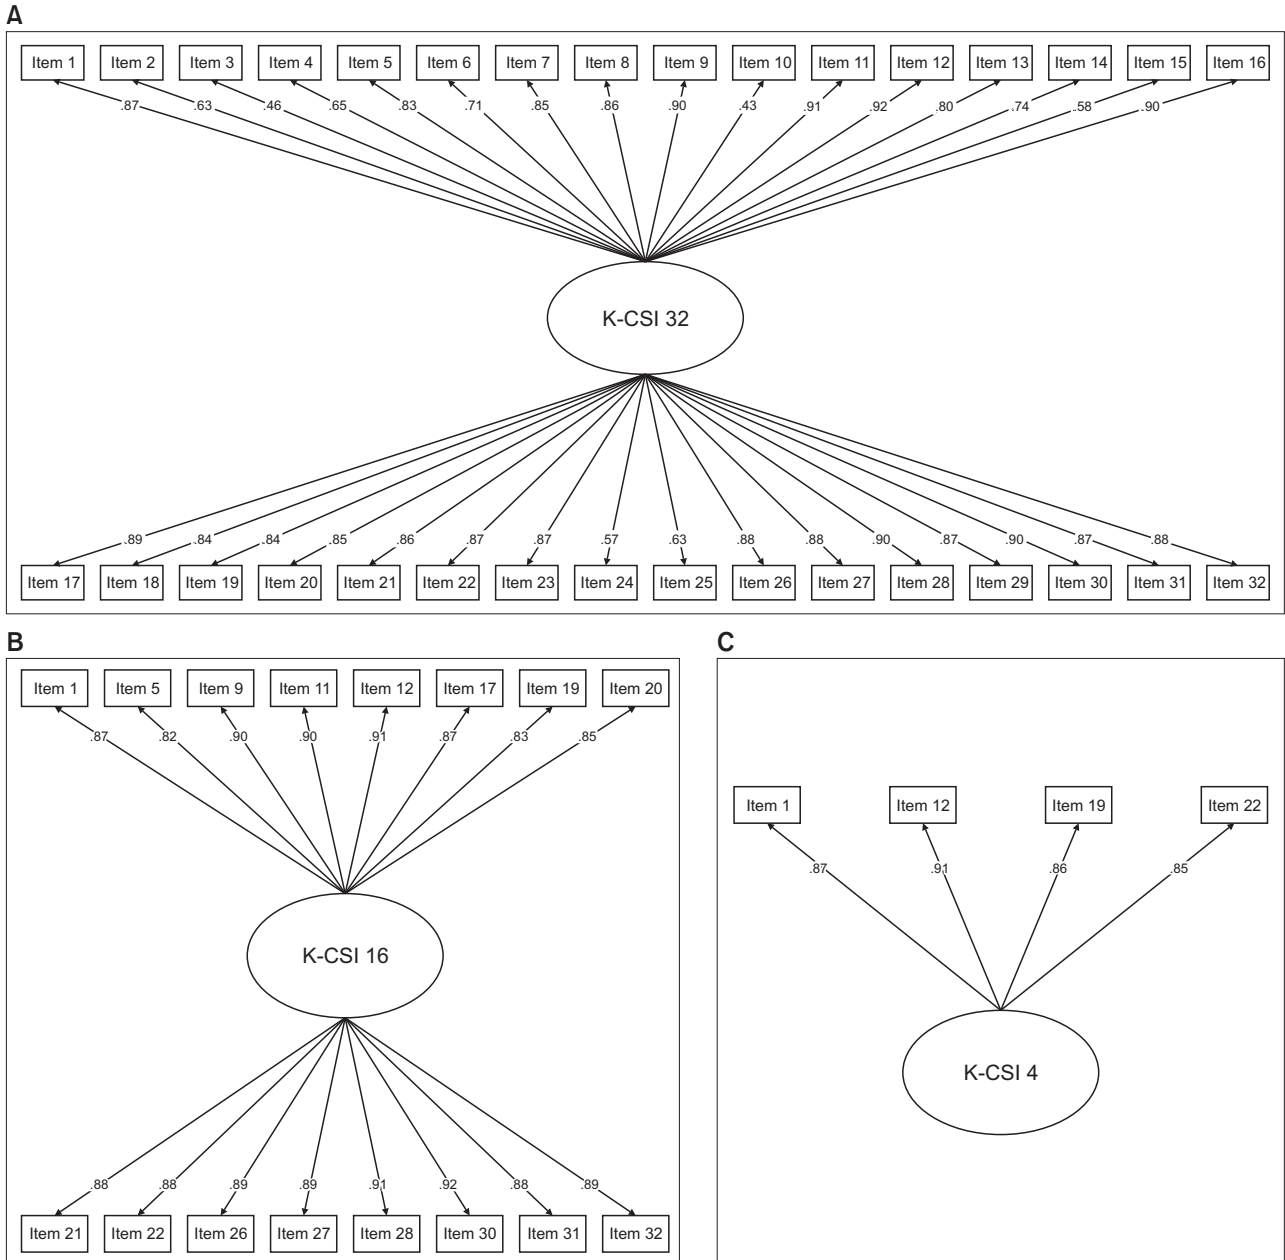 A
Item 1 Item 2 Item 3 Item 4 Item 5 Item 6 Item 7 Item 8 Item 9 Item 10 Item 11 Item 12 Item 13 Item 14 Item 15 Item 16
.87 .63 .46 .65 .83 .71 .85 .86 .90 .43 .91 .92 .80 .74 .58 .90
K-CSI 32
.89 .84 .84 .85 .86 .87 .87 .57 .63 .88 .88 .90 .87 .90 .87 .88
Item 17 Item 18 Item 19 Item 20 Item 21 Item 22 Item 23 Item 24 Item 25 Item 26 Item 27 Item 28 Item 29 Item 30 Item 31 Item 32
B
Item 1 Item 5 Item 9 Item 11 Item 12 Item 17 Item 19 Item 20
.87 .82 .90 .90 .91 .87 .83 .85
K-CSI 16
.88 .88 .89 .89 .91 .92 .88 .89
Item 21 Item 22 Item 26 Item 27 Item 28 Item 30 Item 31 Item 32
C
Item 1 Item 12 Item 19 Item 22
.87 .91 .86 .85
K-CSI 4